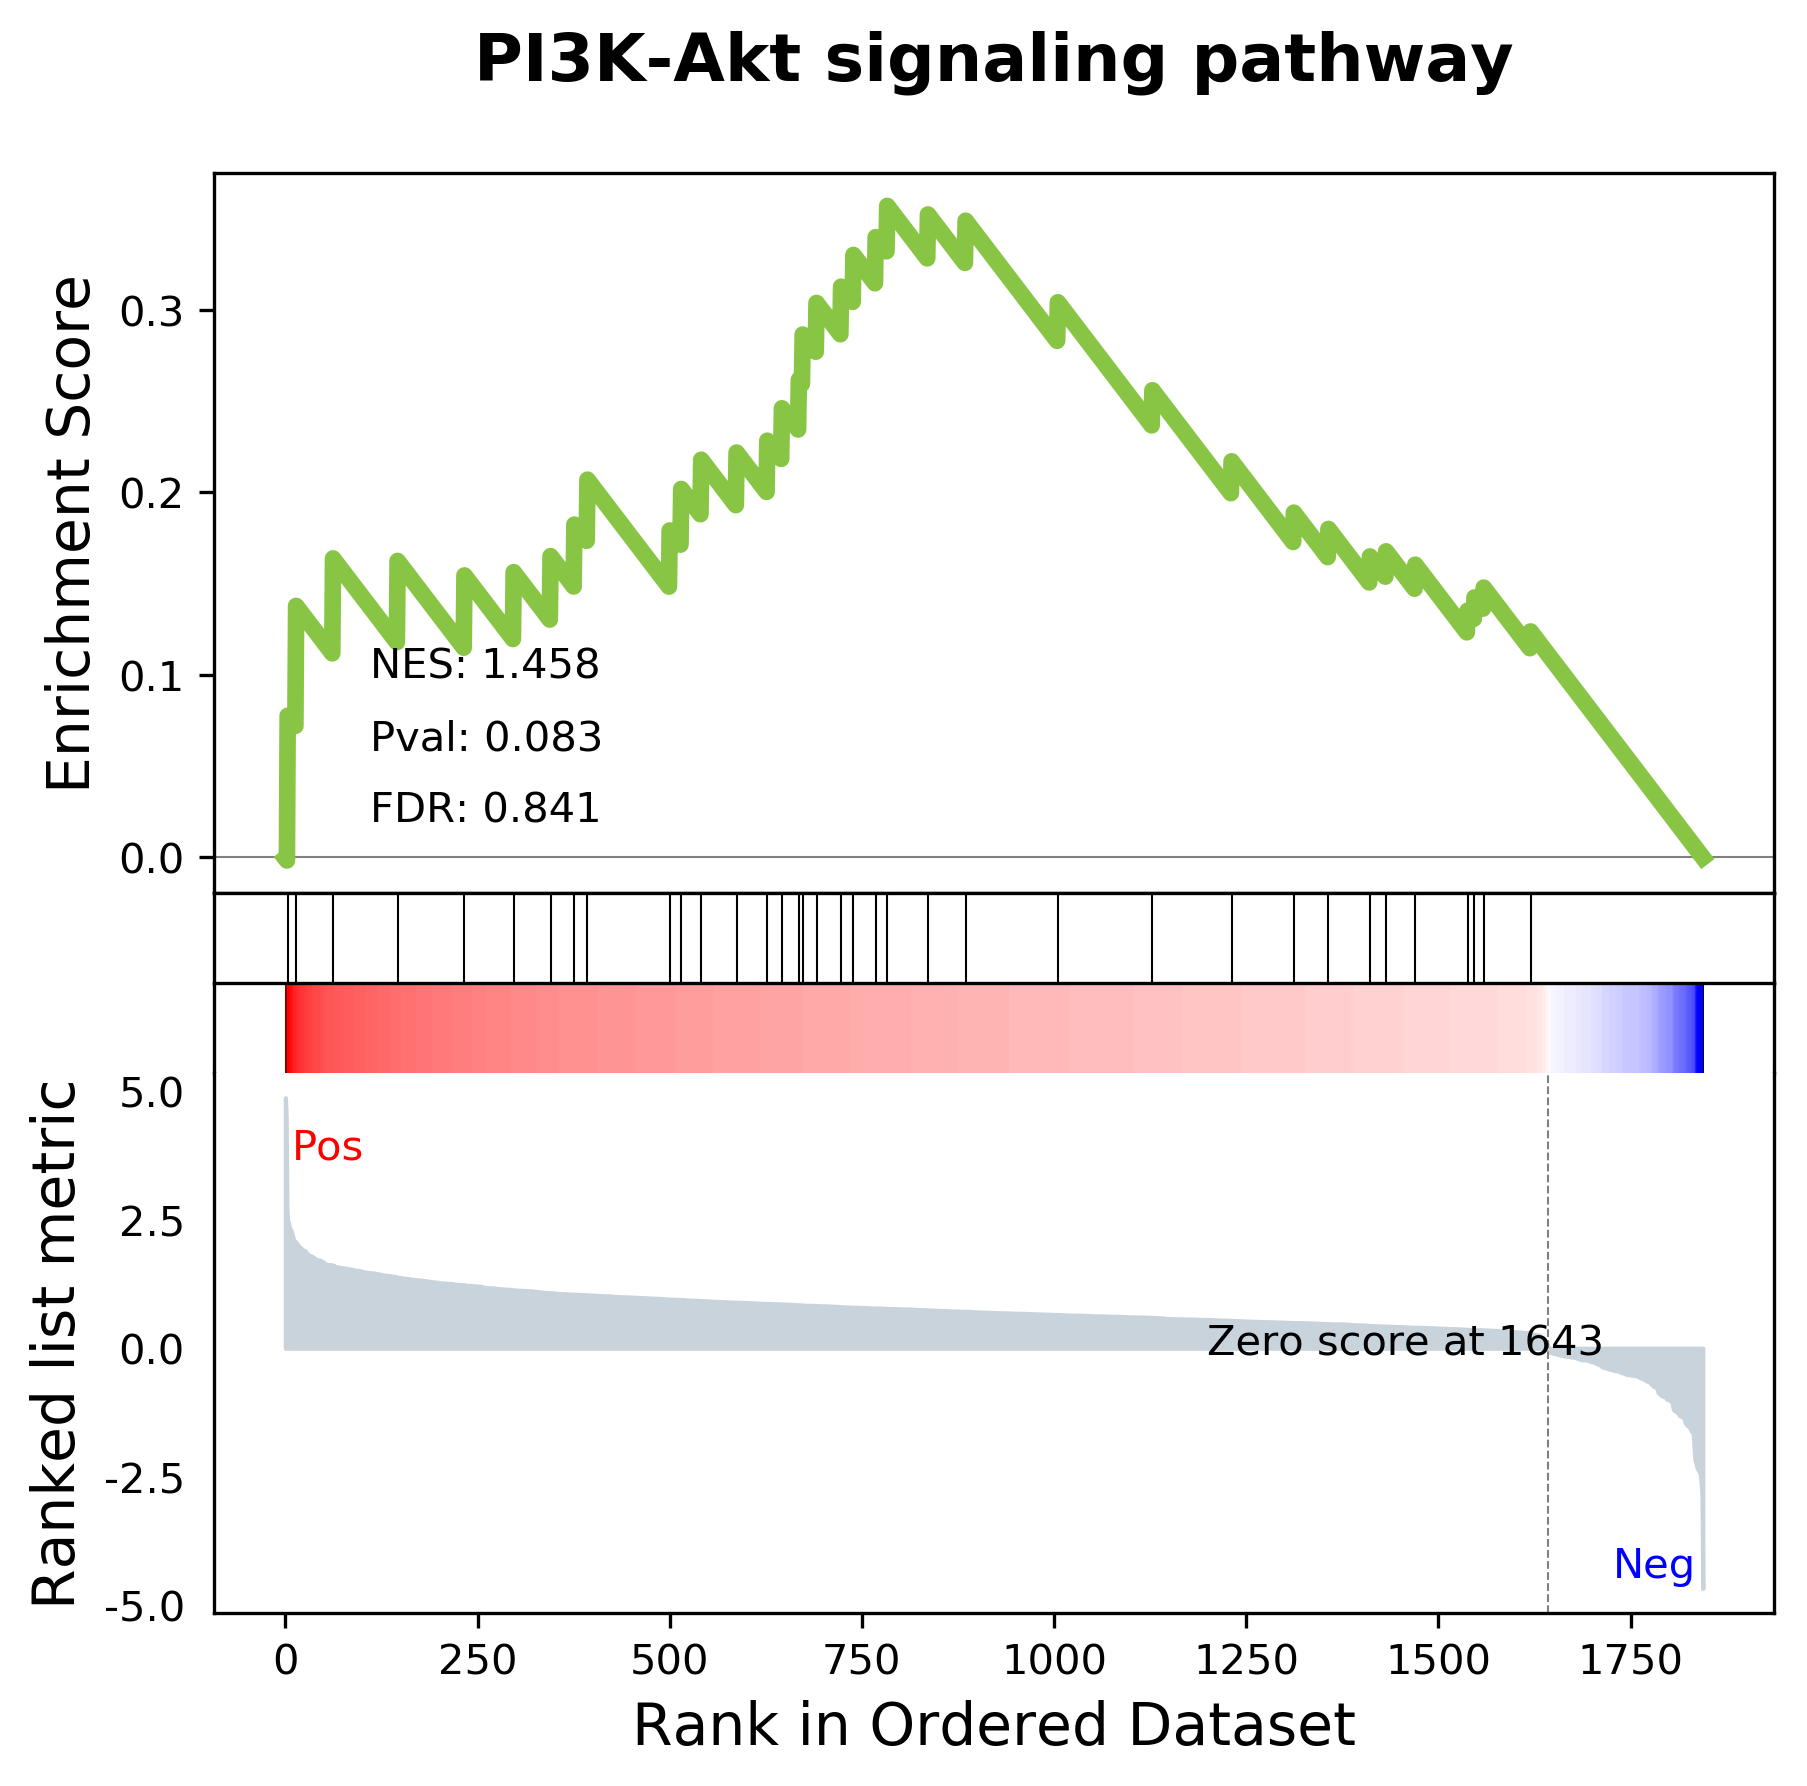 PI3K-Akt signaling pathway
Enrichment Score
0.3
0.2
0.1
0.0
NES: 1.458
Pval: 0.083
FDR: 0.841
Ranked list metric
5.0
2.5
0.0
-2.5
-5.0
Pos
Zero score at 1643
Neg
0 250 500 750 1000 1250 1500 1750
Rank in Ordered Dataset